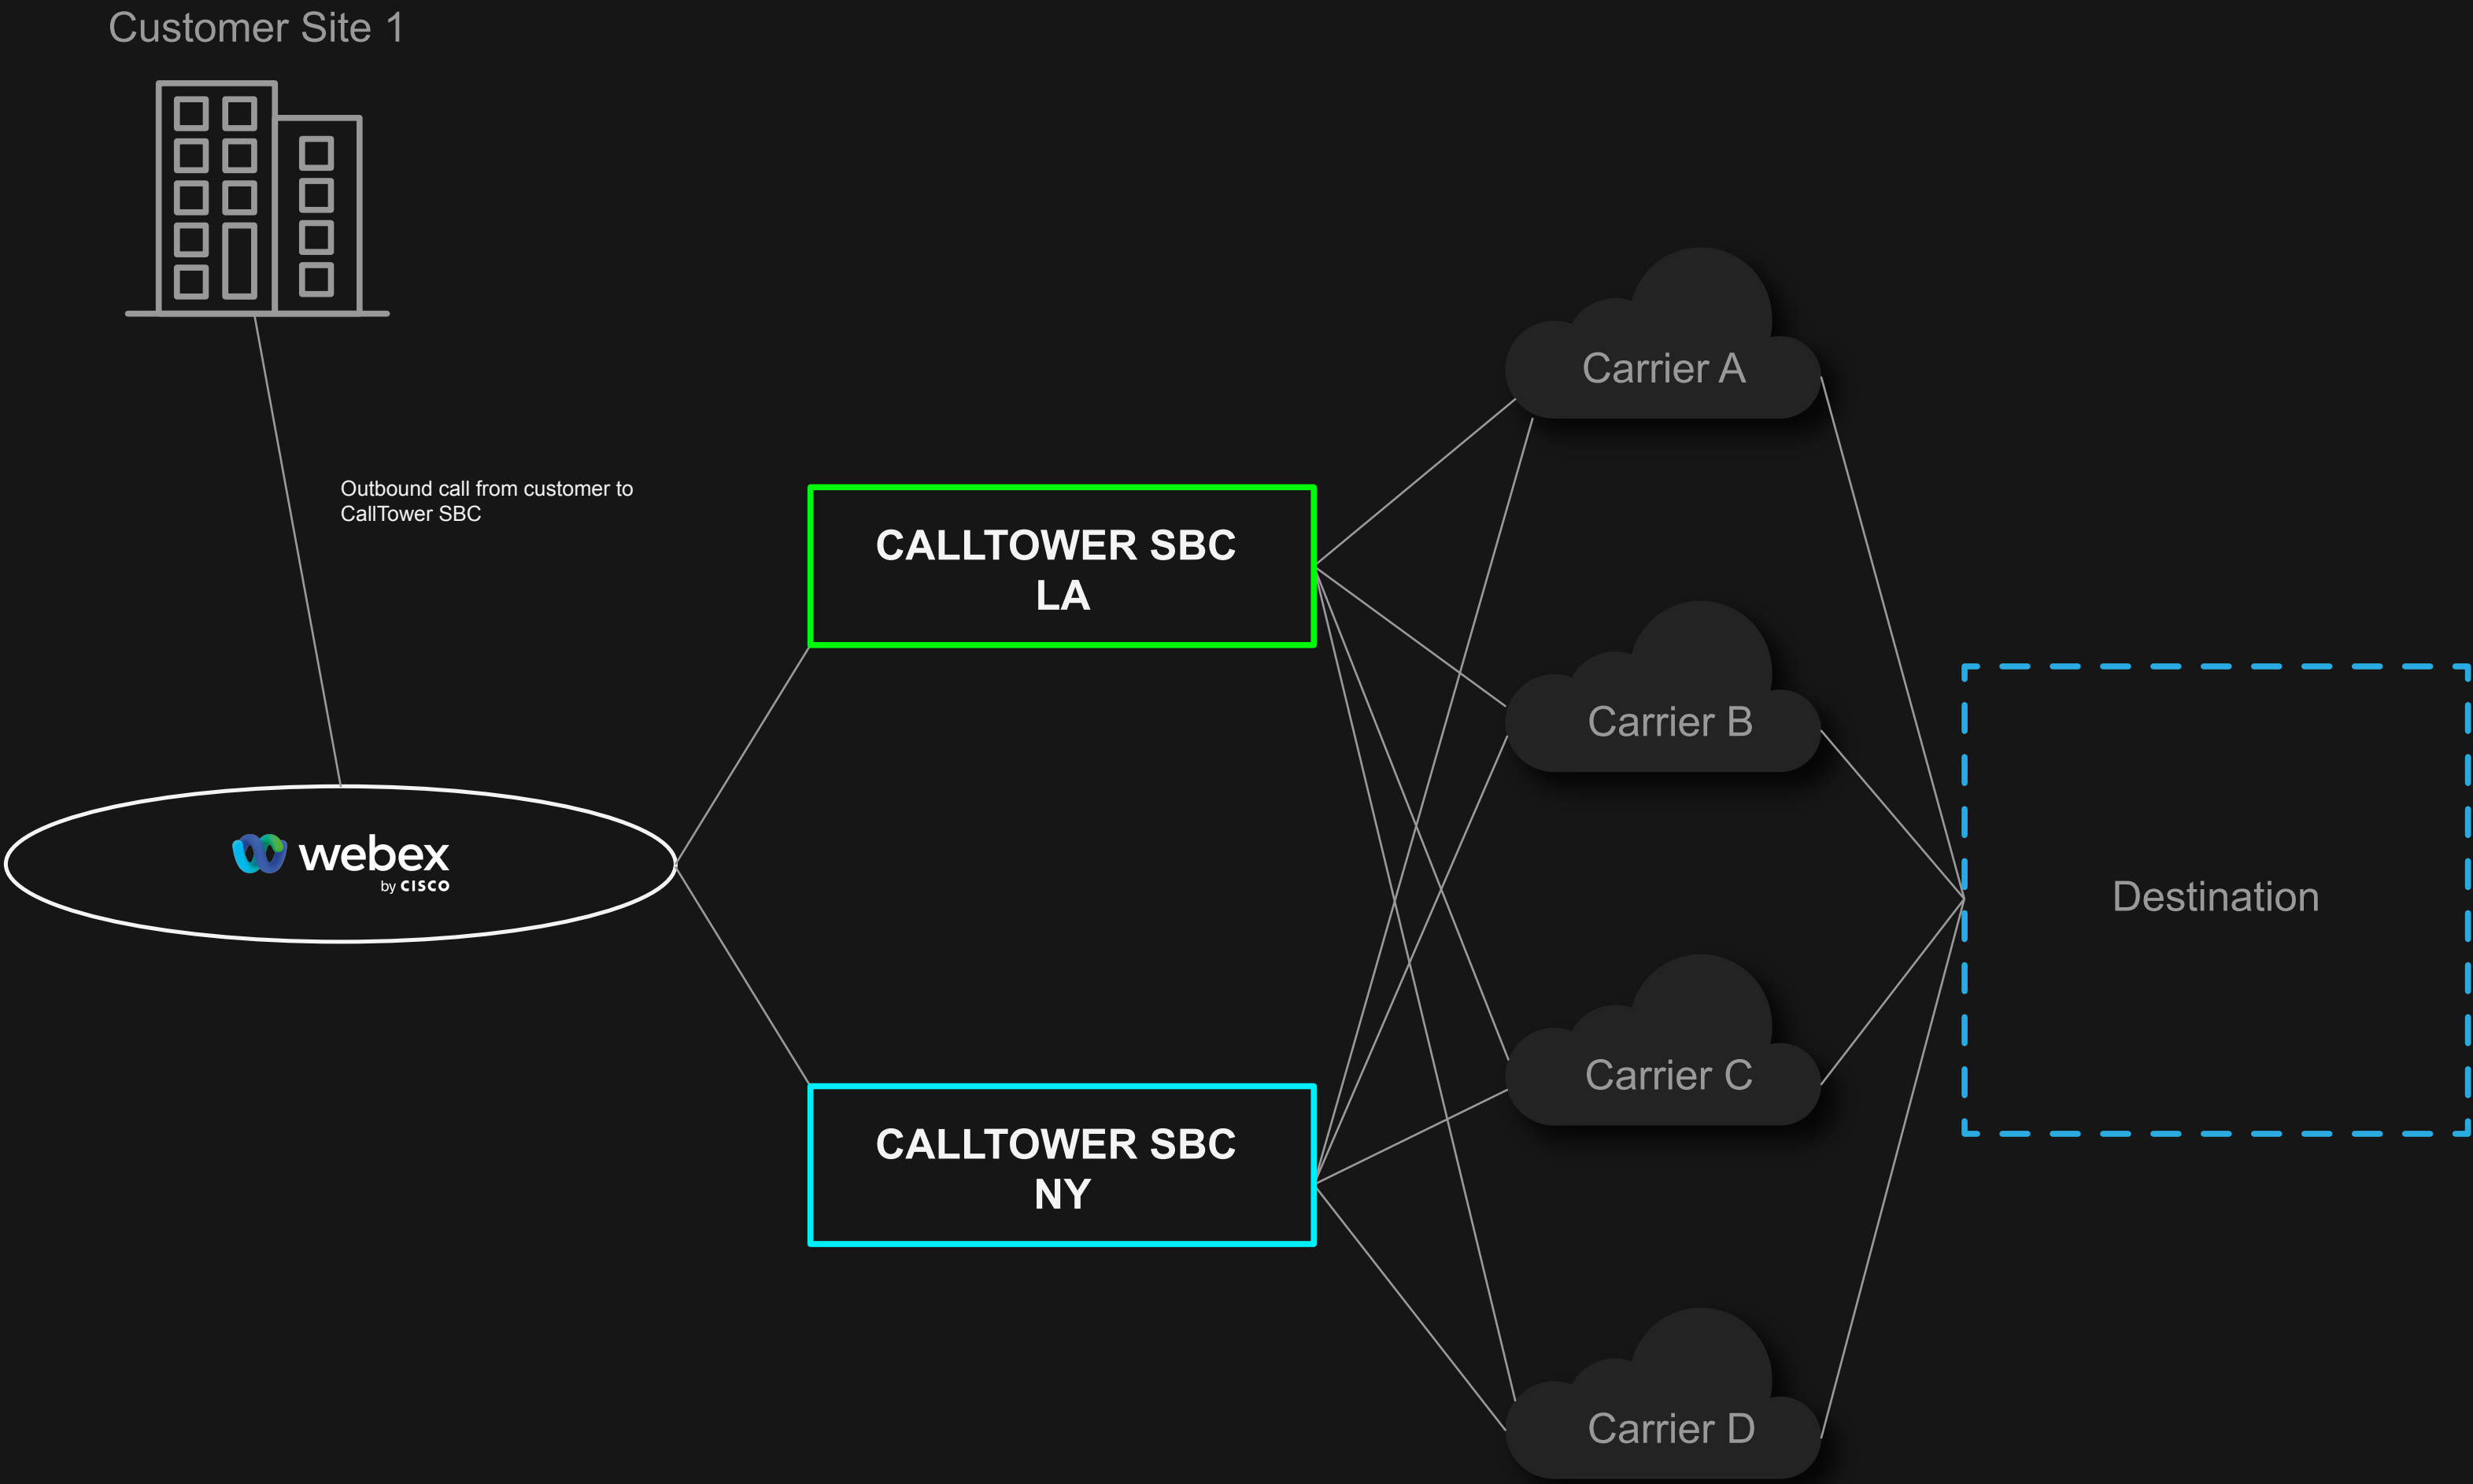 Customer Site 1
Outbound call from customer to
CallTower SBC
webex
by CISCO
CALLTOWER SBC
LA
CALLTOWER SBC
NY
Carrier A
Carrier B
Carrier C
Carrier D
Destination